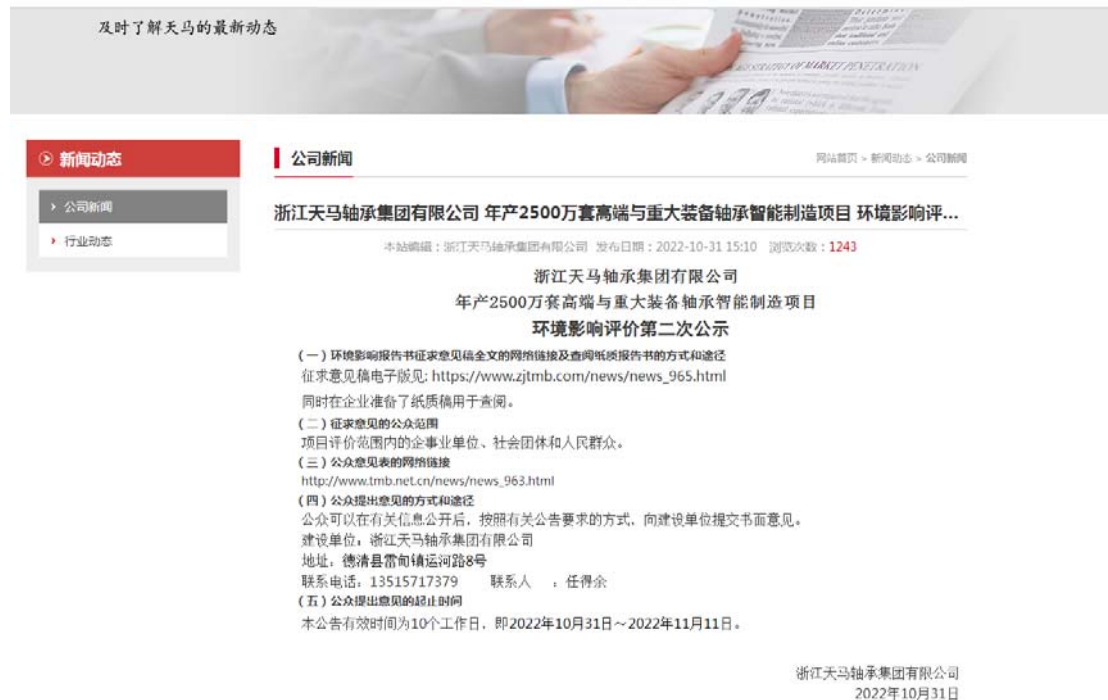 及时了解天马的最新动态
新闻动态
公司新闻
行业动态
公司新闻
网站首页 > 新闻动态 > 公司新闻
浙江天马轴承集团有限公司 年产2500万套高端与重大装备轴承智能制造项目 环境影响评...
本站编辑：浙江天马轴承集团有限公司 发布日期：2022-10-31 15:10 浏览次数：1243
浙江天马轴承集团有限公司
年产2500万套高端与重大装备轴承智能制造项目
环境影响评价第二次公示
（一）环境影响报告书征求意见稿全文的网络链接及查阅纸质报告书的方式和途径
征求意见稿电子版见: https://www.zjtmb.com/news/news_965.html
同时在企业准备了纸质稿用于查阅。
（二）征求意见的公众范围
项目评价范围内的企事业单位、社会团体和人民群众。
（三）公众意见表的网络链接
http://www.tmb.net.cn/news/news_963.html
（四）公众提出意见的方式和途径
公众可以在有关信息公开后，按照有关公告要求的方式，向建设单位提交书面意见。
建设单位：浙江天马轴承集团有限公司
地址：德清县雷甸镇运河路8号
联系电话：13515717379 联系人 ：任得余
（五）公众提出意见的起止时间
本公告有效时间为10个工作日，即2022年10月31日～2022年11月11日。
浙江天马轴承集团有限公司
2022年10月31日